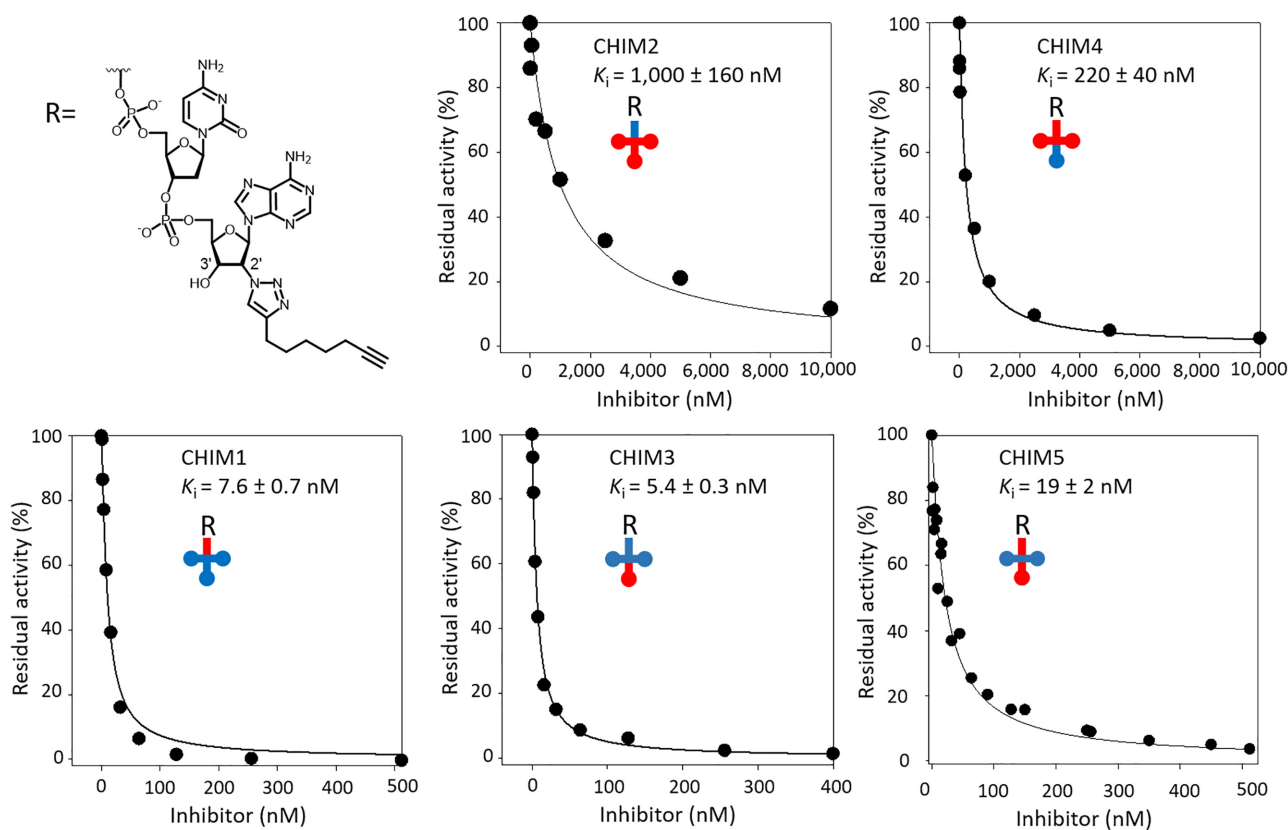 R=
NH₂
N
N
O
O
O⁻
P
O
O
O
O
O
P
⁻O
O
O
NH₂
N
N
N
N
O
3'
2'
HO
N
N
N
CHIM2
Kᵢ = 1,000 ± 160 nM
R
Residual activity (%)
100
80
60
40
20
0
0 2,000 4,000 6,000 8,000 10,000
Inhibitor (nM)
CHIM4
Kᵢ = 220 ± 40 nM
R
Residual activity (%)
100
80
60
40
20
0
0 2,000 4,000 6,000 8,000 10,000
Inhibitor (nM)
CHIM1
Kᵢ = 7.6 ± 0.7 nM
R
Residual activity (%)
100
80
60
40
20
0
0 100 200 300 400 500
Inhibitor (nM)
CHIM3
Kᵢ = 5.4 ± 0.3 nM
R
Residual activity (%)
100
80
60
40
20
0
0 100 200 300 400
Inhibitor (nM)
CHIM5
Kᵢ = 19 ± 2 nM
R
Residual activity (%)
100
80
60
40
20
0
0 100 200 300 400 500
Inhibitor (nM)